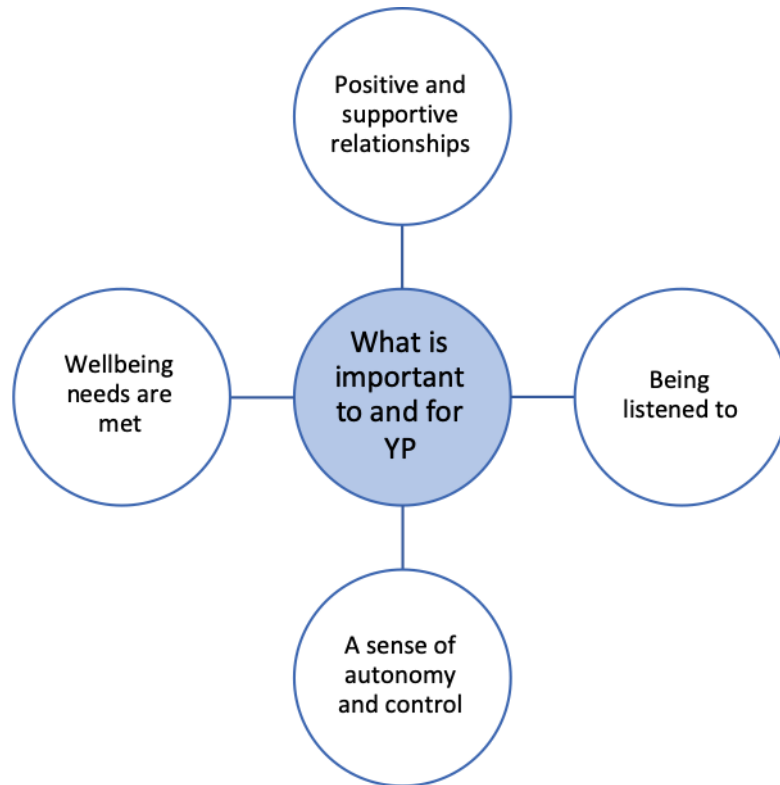 Positive and
supportive
relationships
Wellbeing
needs are
met
What is
important
to and for
YP
Being
listened to
A sense of
autonomy
and control